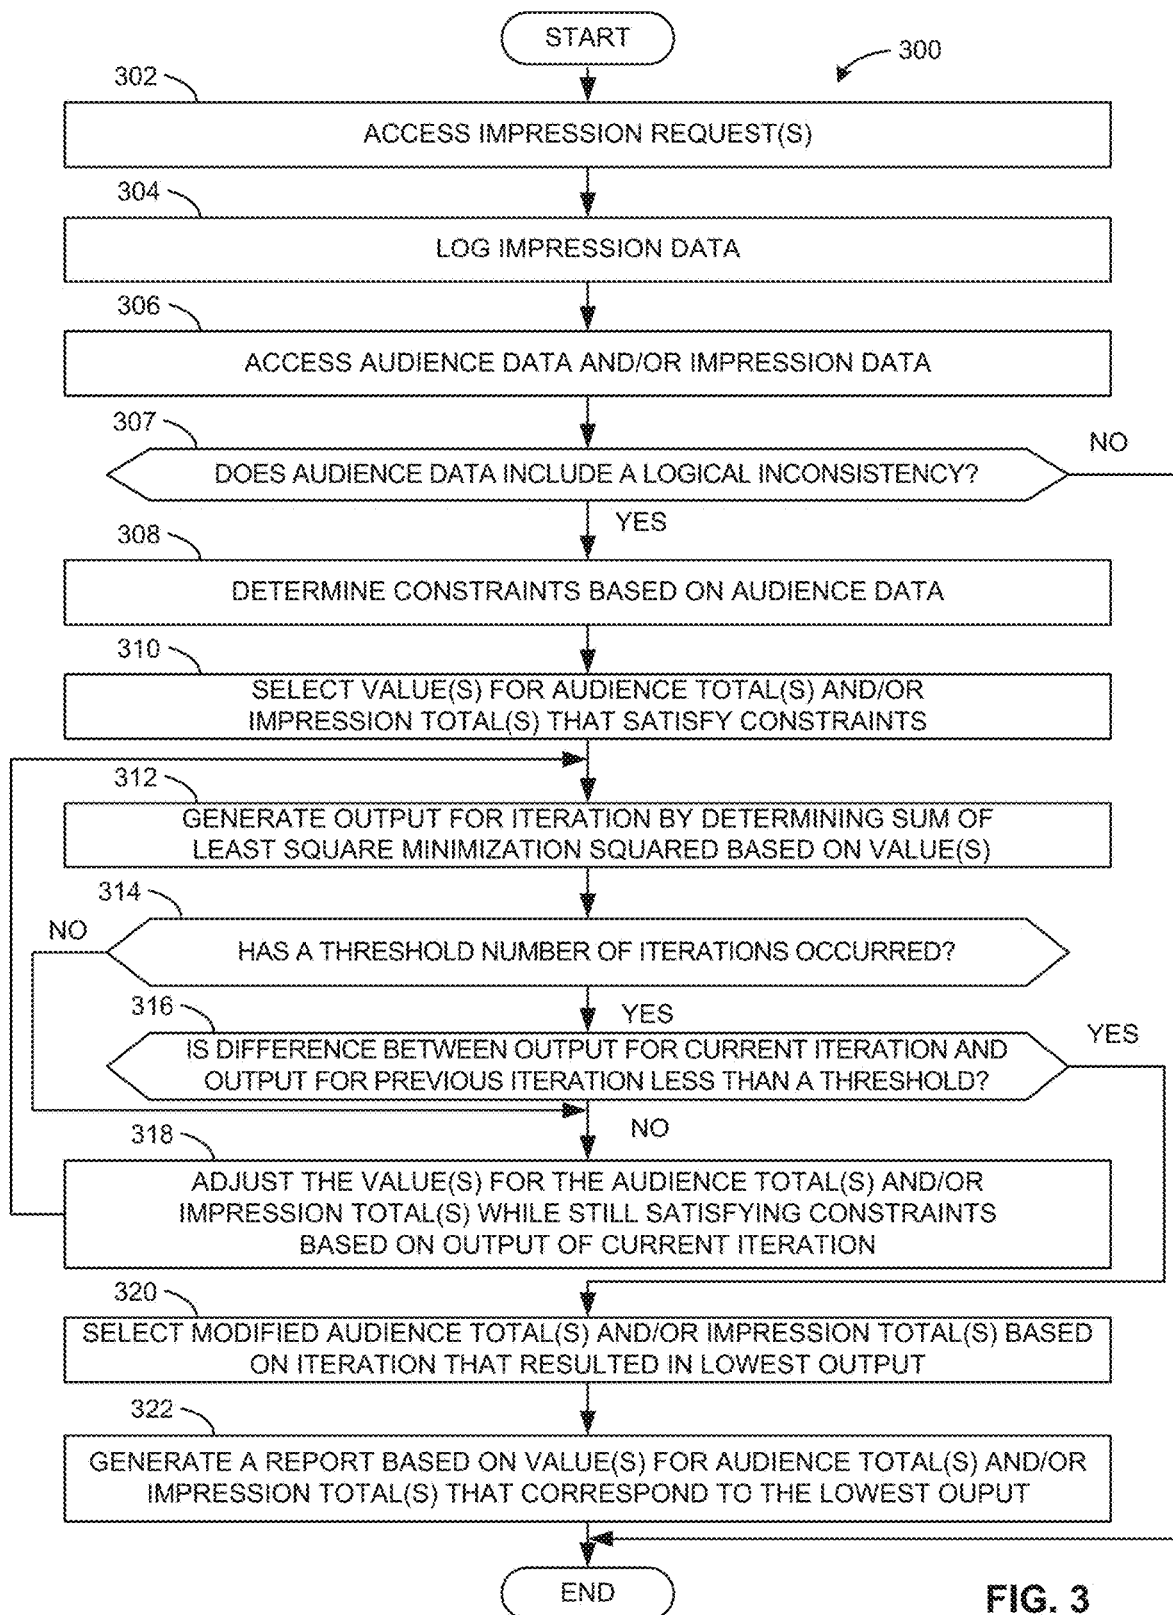 START
300
302
ACCESS IMPRESSION REQUEST(S)
304
LOG IMPRESSION DATA
306
ACCESS AUDIENCE DATA AND/OR IMPRESSION DATA
307
NO
DOES AUDIENCE DATA INCLUDE A LOGICAL INCONSISTENCY?
YES
308
DETERMINE CONSTRAINTS BASED ON AUDIENCE DATA
310
SELECT VALUE(S) FOR AUDIENCE TOTAL(S) AND/OR
IMPRESSION TOTAL(S) THAT SATISFY CONSTRAINTS
312
GENERATE OUTPUT FOR ITERATION BY DETERMINING SUM OF
LEAST SQUARE MINIMIZATION SQUARED BASED ON VALUE(S)
314
NO
HAS A THRESHOLD NUMBER OF ITERATIONS OCCURRED?
316
YES
YES
IS DIFFERENCE BETWEEN OUTPUT FOR CURRENT ITERATION AND
OUTPUT FOR PREVIOUS ITERATION LESS THAN A THRESHOLD?
NO
318
ADJUST THE VALUE(S) FOR THE AUDIENCE TOTAL(S) AND/OR
IMPRESSION TOTAL(S) WHILE STILL SATISFYING CONSTRAINTS
BASED ON OUTPUT OF CURRENT ITERATION
320
SELECT MODIFIED AUDIENCE TOTAL(S) AND/OR IMPRESSION TOTAL(S) BASED
ON ITERATION THAT RESULTED IN LOWEST OUTPUT
322
GENERATE A REPORT BASED ON VALUE(S) FOR AUDIENCE TOTAL(S) AND/OR
IMPRESSION TOTAL(S) THAT CORRESPOND TO THE LOWEST OUPUT
END
FIG. 3